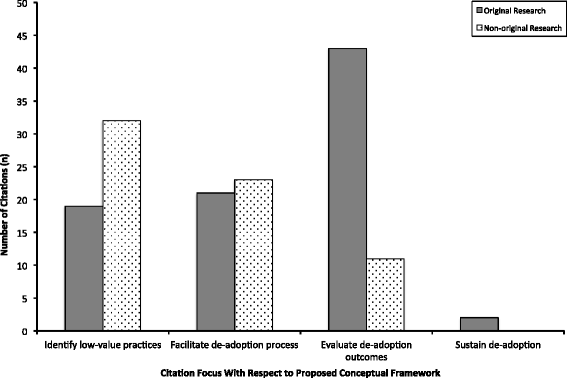 50
45
40
35
30
25
20
15
10
5
0
Number of Citations (n)
Original Research
Non-original Research
Identify low-value practices
Facilitate de-adoption process
Evaluate de-adoption
outcomes
Sustain de-adoption
Citation Focus With Respect to Proposed Conceptual Framework